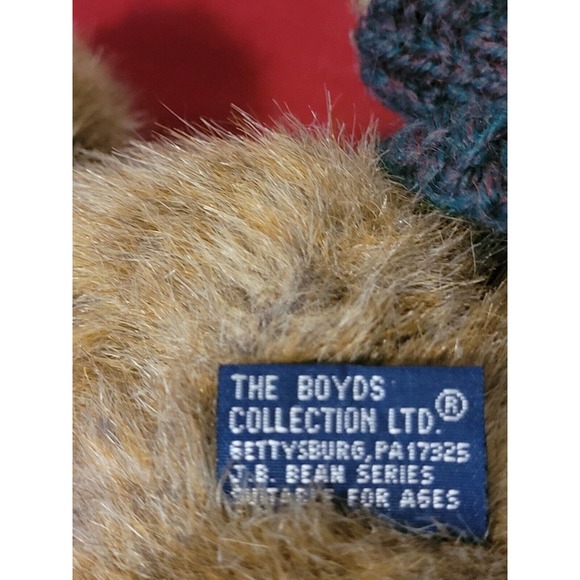 THE BOYDS
COLLECTION LTD.®
GETTYSBURG, PA 17325
J.B. BEAN SERIES
SUITABLE FOR AGES